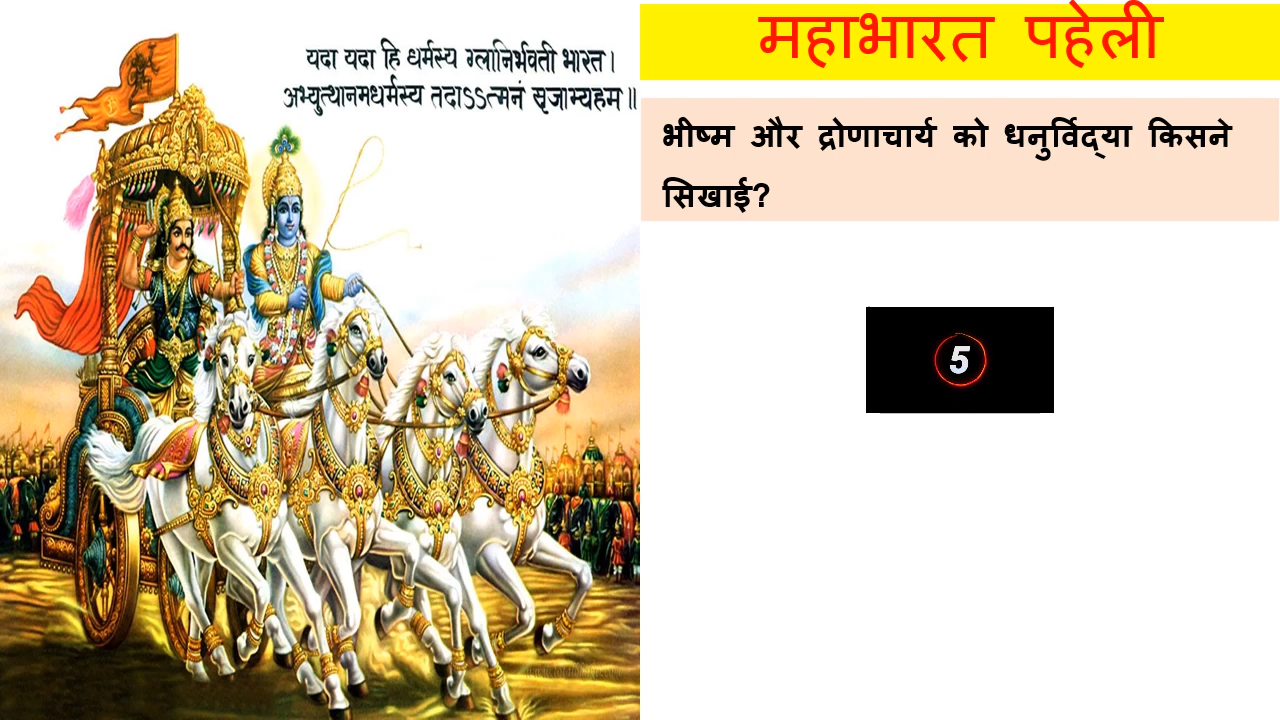 यदा यदा हि धर्मस्य ग्लानिर्भवती भारत।
अभ्युत्थानमधर्मस्य तदाऽऽत्मनं सृजाम्यहम॥
महाभारत पहेली
भीष्म और द्रोणाचार्य को धनुर्विद्या किसने
सिखाई?
5